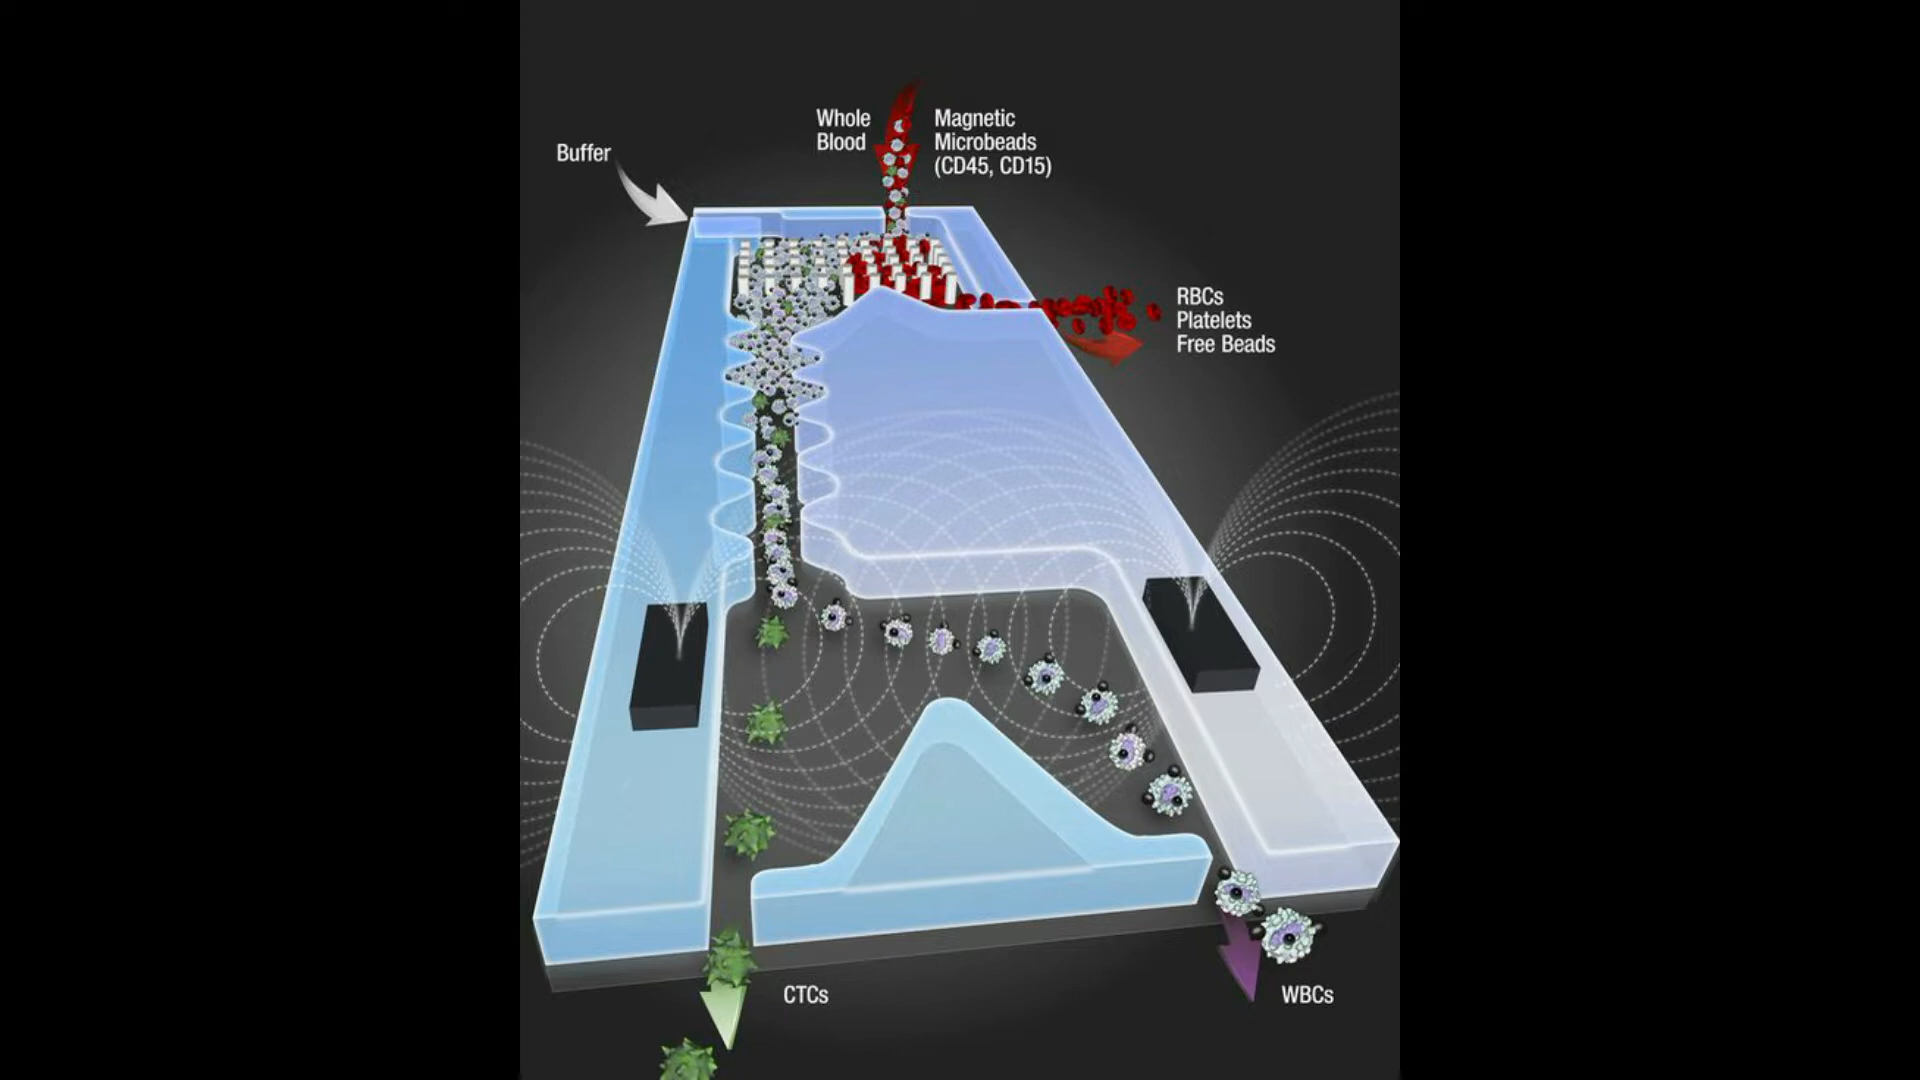 Whole
Blood
Magnetic
Microbeads
(CD45, CD15)
Buffer
RBCs
Platelets
Free Beads
CTCs
WBCs